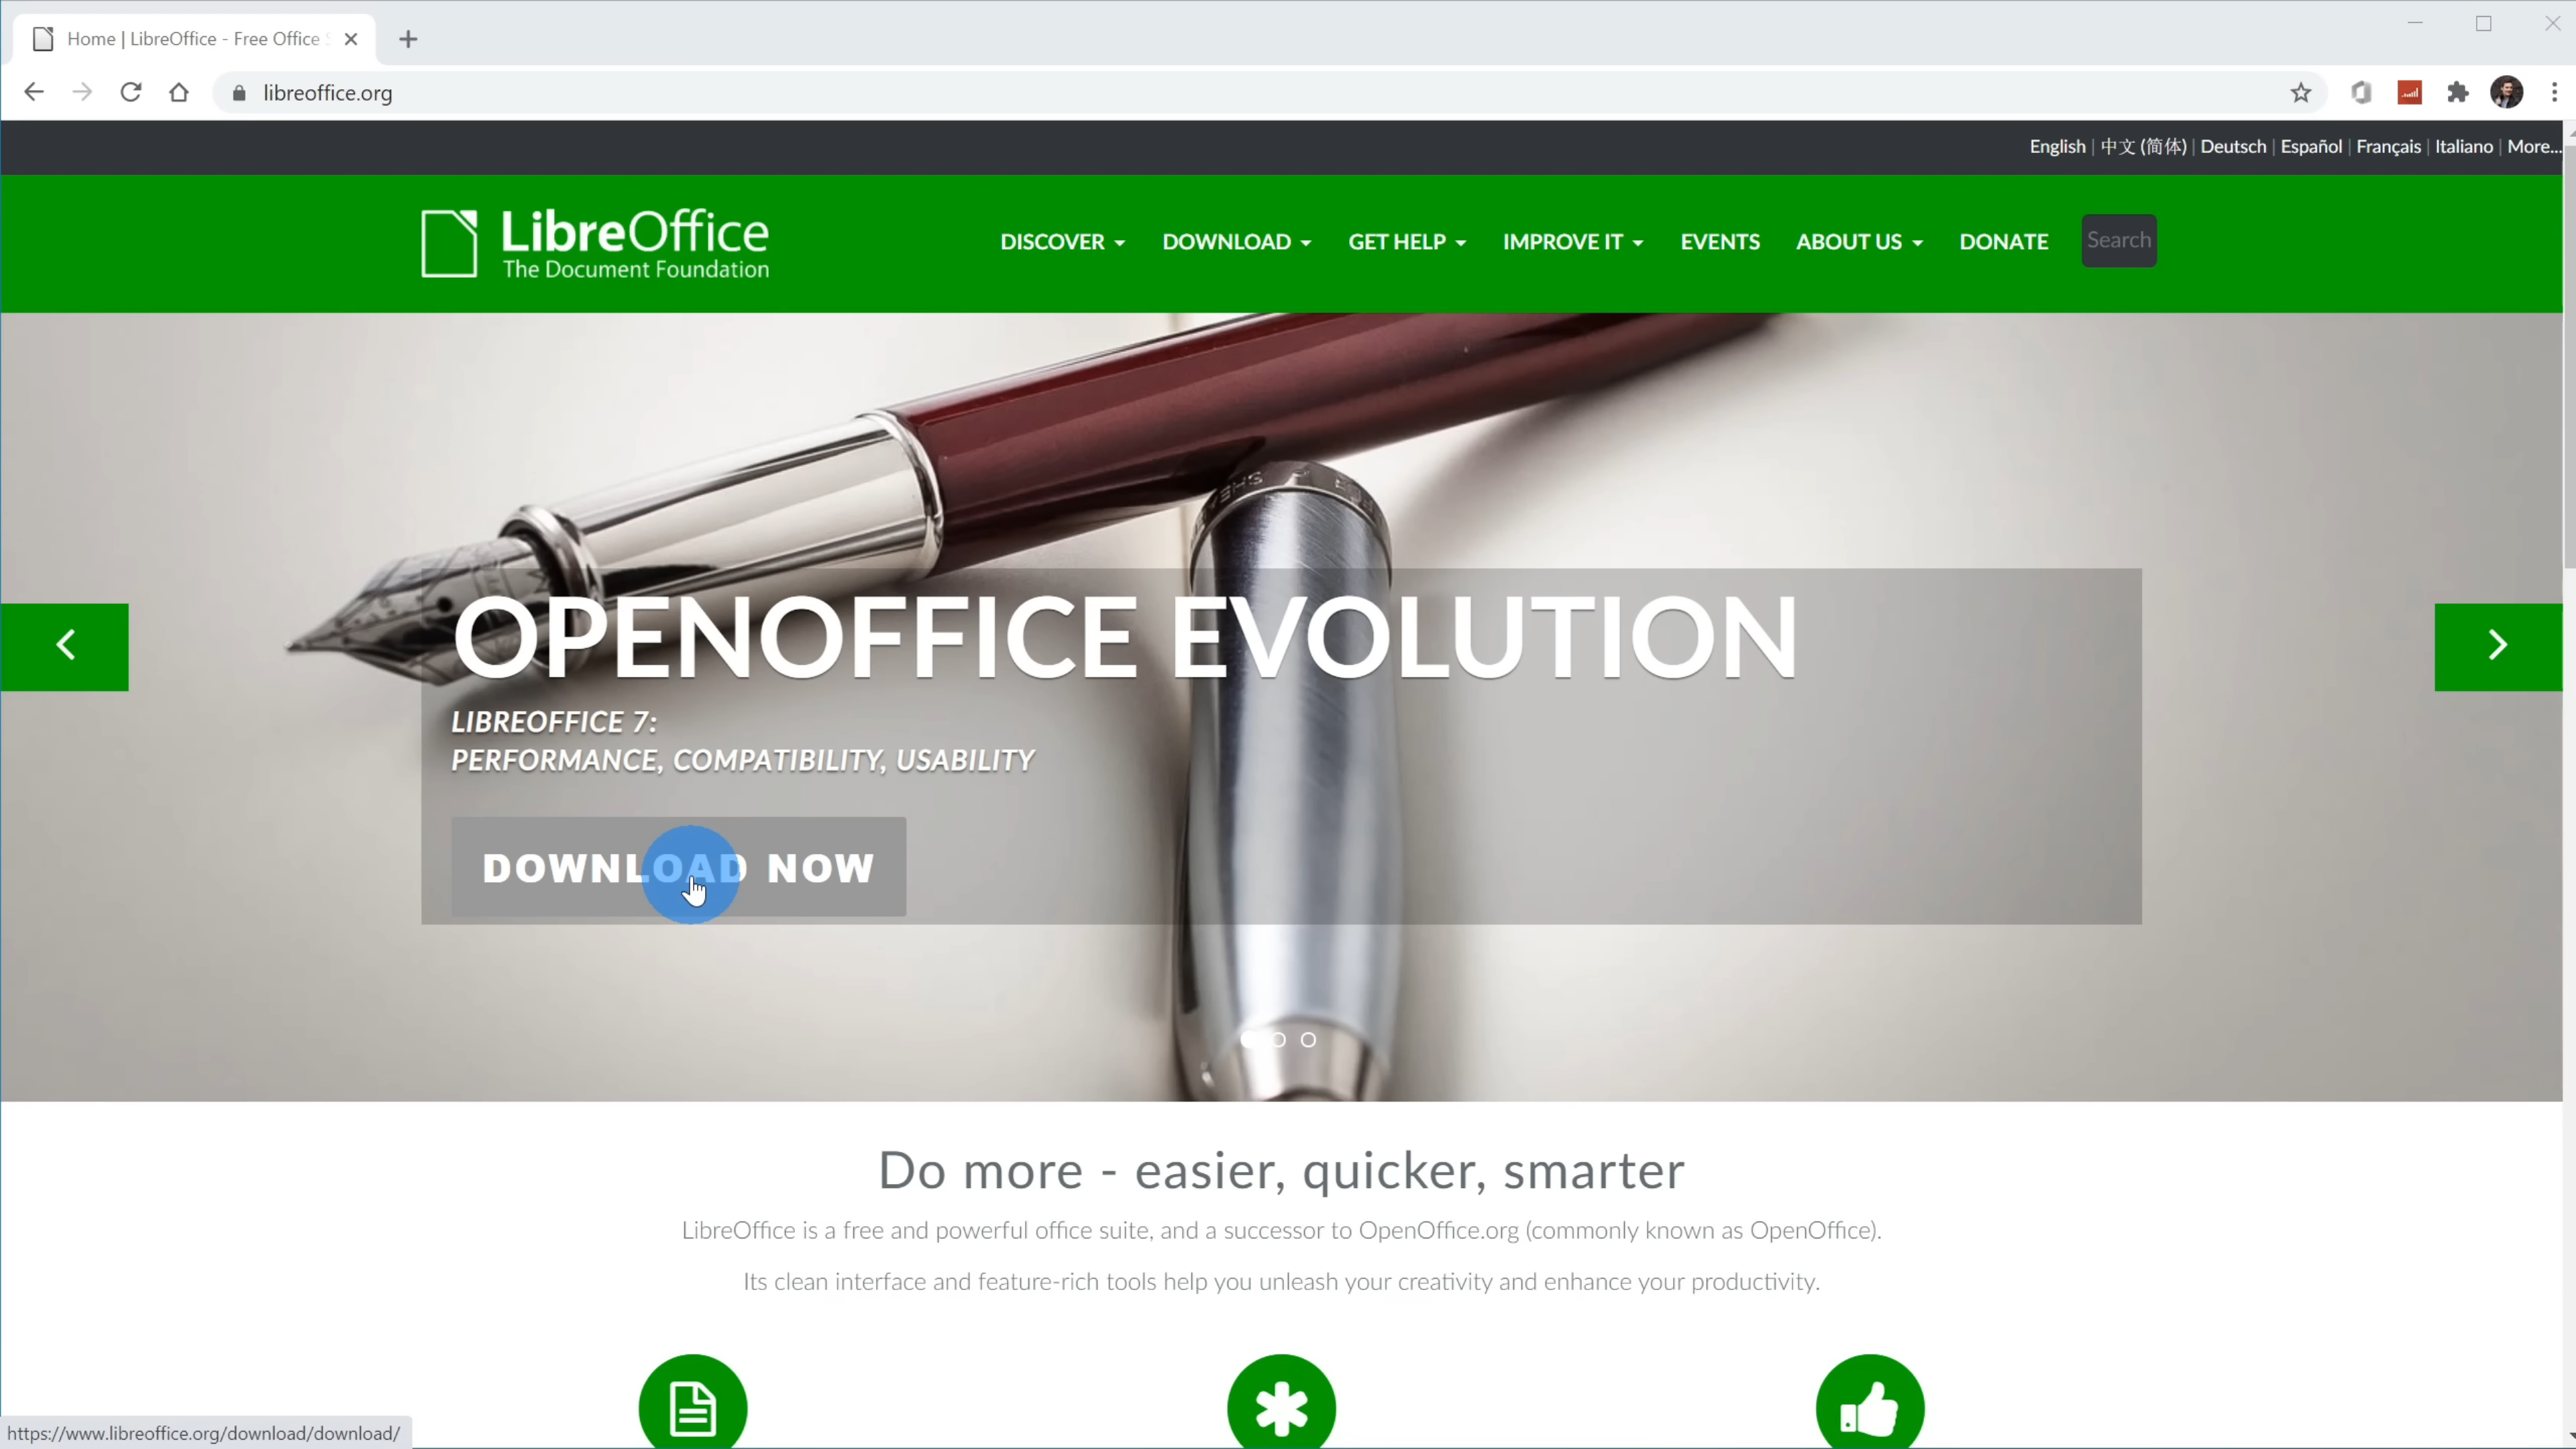 Home | LibreOffice - Free Office
libreoffice.org
English | 中文 (简体) | Deutsch | Español | Français | Italiano | More...
LibreOffice
The Document Foundation
DISCOVER DOWNLOAD GET HELP IMPROVE IT EVENTS ABOUT US DONATE Search
OPENOFFICE EVOLUTION
LIBREOFFICE 7:
PERFORMANCE, COMPATIBILITY, USABILITY
DOWNLOAD NOW
Do more - easier, quicker, smarter
LibreOffice is a free and powerful office suite, and a successor to OpenOffice.org (commonly known as OpenOffice).
Its clean interface and feature-rich tools help you unleash your creativity and enhance your productivity.
https://www.libreoffice.org/download/download/